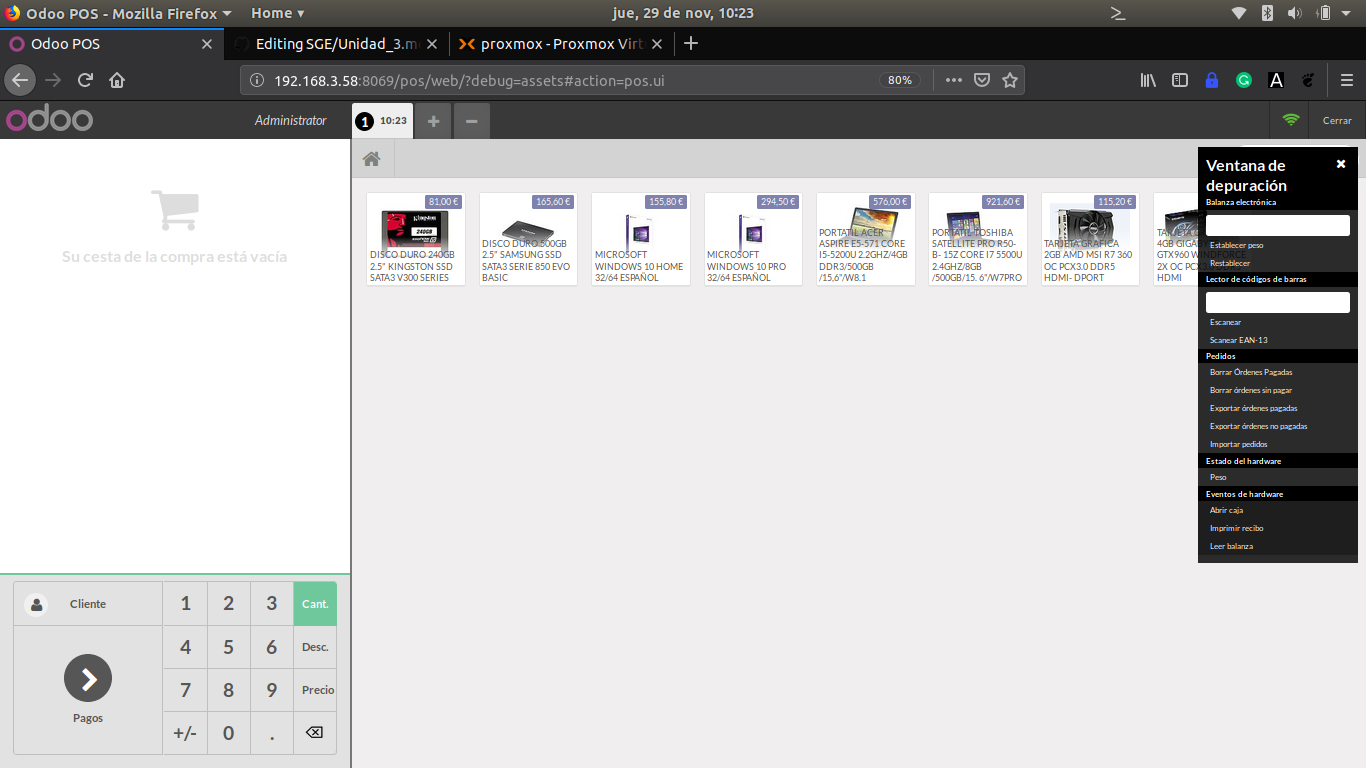 Odoo POS - Mozilla Firefox
Home
jue, 29 de nov, 10:23
Odoo POS
Editing SGE/Unidad_3.m
proxmox - Proxmox Virt
192.168.3.58:8069/pos/web/?debug=assets#action=pos.ui
80%
odoo
Administrator
1 10:23
Cerrar
Su cesta de la compra está vacía
81,00 €
DISCO DURO 240GB
2.5" KINGSTON SSD
SATA3 V300 SERIES
165,60 €
DISCO DURO 500GB
2.5" SAMSUNG SSD
SATA3 SERIE 850 EVO
BASIC
155,80 €
MICROSOFT
WINDOWS 10 HOME
32/64 ESPAÑOL
294,50 €
MICROSOFT
WINDOWS 10 PRO
32/64 ESPAÑOL
576,00 €
PORTATIL ACER
ASPIRE E5-571 CORE
I5-5200U 2.2GHZ/4GB
DDR3/500GB
/15,6"/W8.1
921,60 €
PORTATIL TOSHIBA
SATELLITE PRO R50-
B- 15Z CORE I7 5500U
2.4GHZ/8GB
/500GB/15. 6"/W7PRO
115,20 €
TARJETA GRAFICA
2GB AMD MSI R7 360
OC PCX3.0 DDR5
HDMI- DPORT
4GB
GTX960 WINDFORCE
2X OC
HDMI
Ventana de
depuración
Balanza electrónica
Establecer peso
Restablecer
Lector de códigos de barras
Escanear
Scanear EAN-13
Pedidos
Borrar Órdenes Pagadas
Borrar órdenes sin pagar
Exportar órdenes pagadas
Exportar órdenes no pagadas
Importar pedidos
Estado del hardware
Peso
Eventos de hardware
Abrir caja
Imprimir recibo
Leer balanza
Cliente
Pagos
1 2 3 Cant.
4 5 6 Desc.
7 8 9 Precio
+/- 0 .